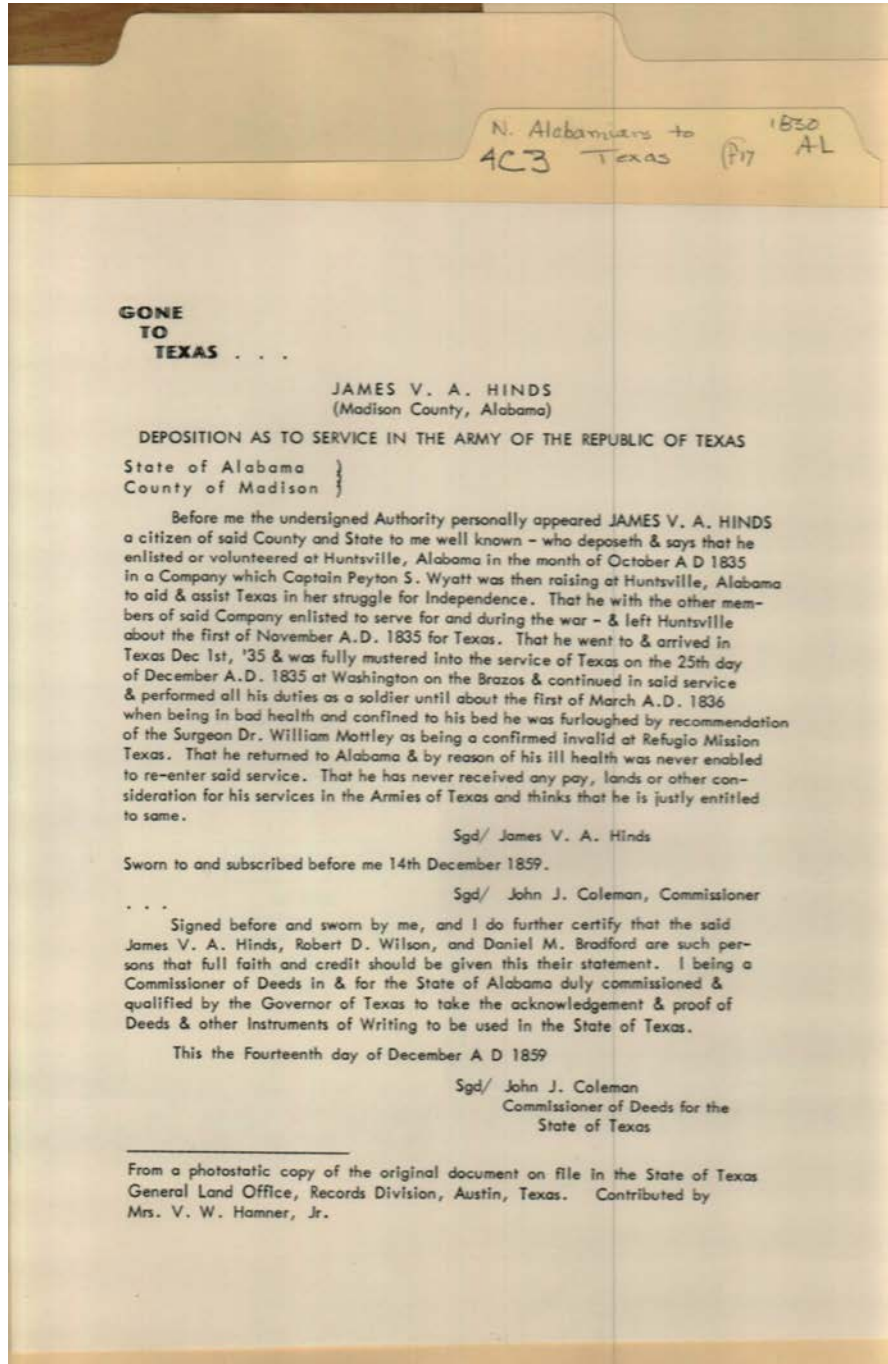 N. Alabamians to 1830
4C3 Texas P17 AL
GONE
TO
TEXAS . . .
JAMES V. A. HINDS
(Madison County, Alabama)
DEPOSITION AS TO SERVICE IN THE ARMY OF THE REPUBLIC OF TEXAS
State of Alabama }
County of Madison }
Before me the undersigned Authority personally appeared JAMES V. A. HINDS
a citizen of said County and State to me well known - who deposeth & says that he
enlisted or volunteered at Huntsville, Alabama in the month of October A D 1835
in a Company which Captain Peyton S. Wyatt was then raising at Huntsville, Alabama
to aid & assist Texas in her struggle for Independence. That he with the other mem-
bers of said Company enlisted to serve for and during the war - & left Huntsville
about the first of November A.D. 1835 for Texas. That he went to & arrived in
Texas Dec 1st, '35 & was fully mustered into the service of Texas on the 25th day
of December A.D. 1835 at Washington on the Brazos & continued in said service
& performed all his duties as a soldier until about the first of March A.D. 1836
when being in bad health and confined to his bed he was furloughed by recommendation
of the Surgeon Dr. William Mottley as being a confirmed invalid at Refugio Mission
Texas. That he returned to Alabama & by reason of his ill health was never enabled
to re-enter said service. That he has never received any pay, lands or other con-
sideration for his services in the Armies of Texas and thinks that he is justly entitled
to same.
Sgd/ James V. A. Hinds
Sworn to and subscribed before me 14th December 1859.
Sgd/ John J. Coleman, Commissioner
. . .
Signed before and sworn by me, and I do further certify that the said
James V. A. Hinds, Robert D. Wilson, and Daniel M. Bradford are such per-
sons that full faith and credit should be given this their statement. I being a
Commissioner of Deeds in & for the State of Alabama duly commissioned &
qualified by the Governor of Texas to take the acknowledgement & proof of
Deeds & other Instruments of Writing to be used in the State of Texas.
This the Fourteenth day of December A D 1859
Sgd/ John J. Coleman
Commissioner of Deeds for the
State of Texas
From a photostatic copy of the original document on file in the State of Texas
General Land Office, Records Division, Austin, Texas. Contributed by
Mrs. V. W. Hamner, Jr.